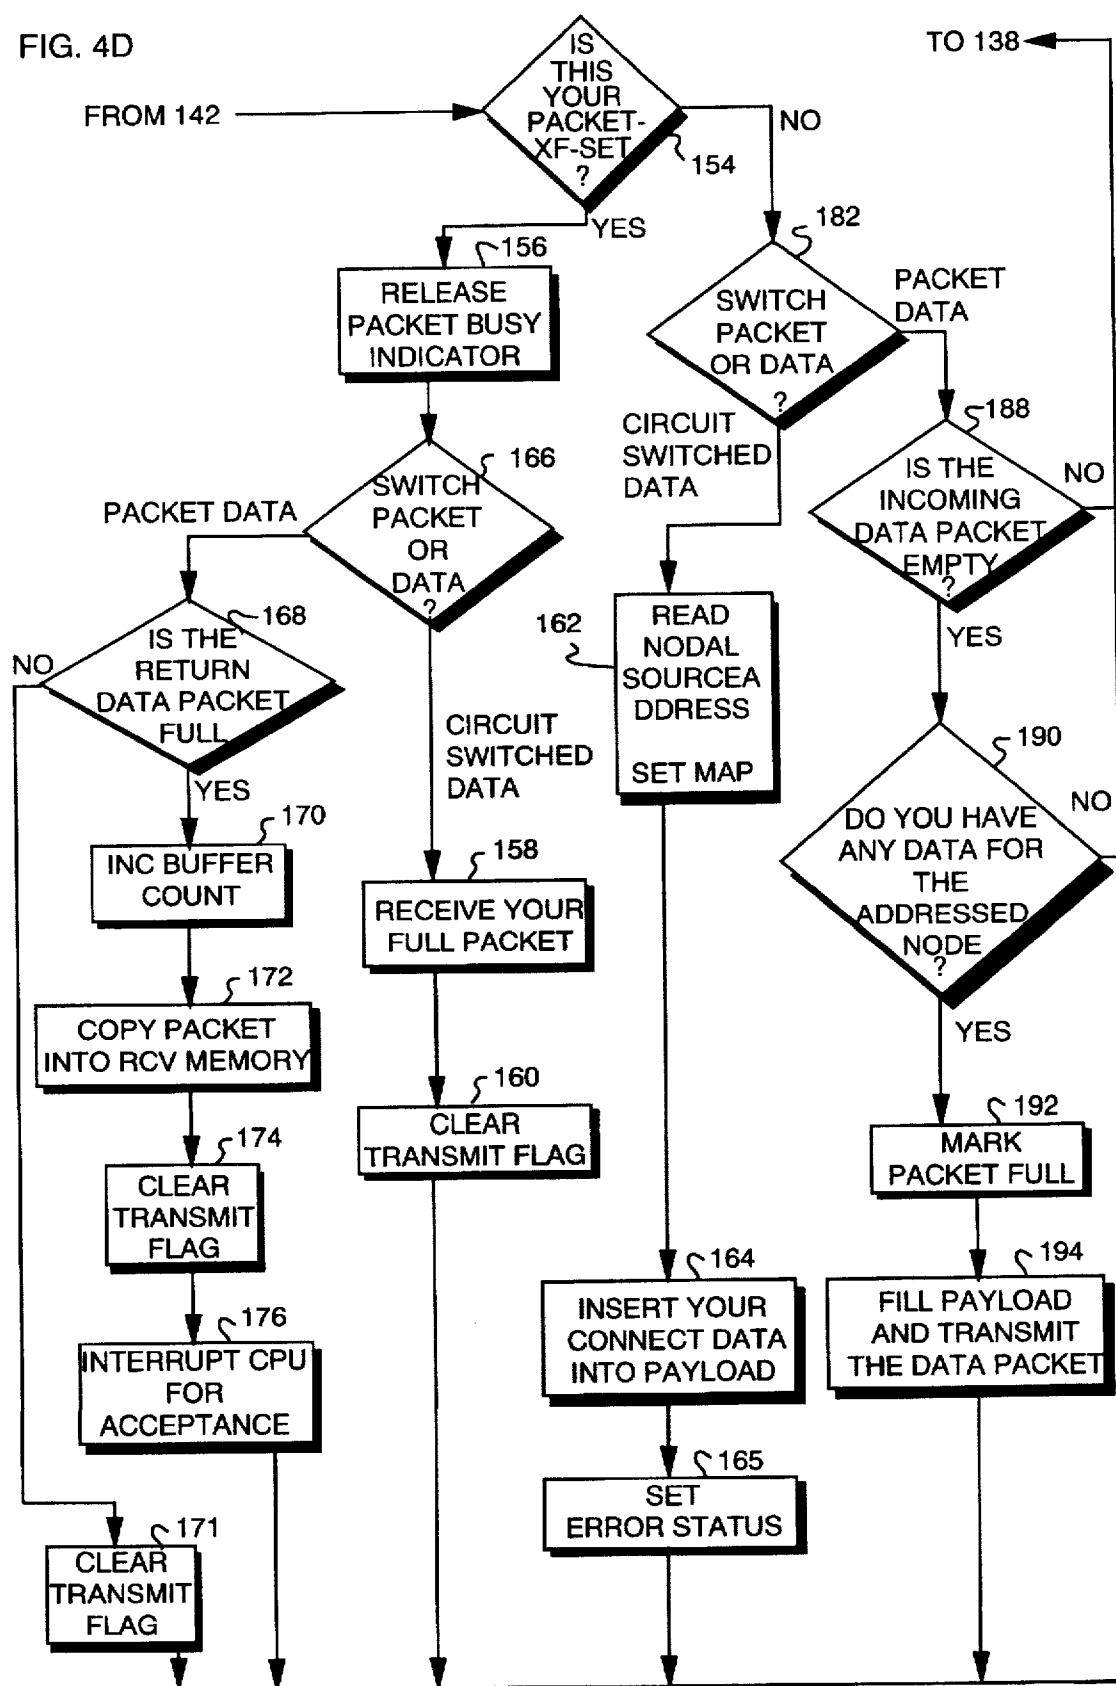 FIG. 4D
TO 138
FROM 142
IS
THIS
YOUR
PACKET-
XF-SET
?
154
NO
YES
156
RELEASE
PACKET BUSY
INDICATOR
182
SWITCH
PACKET
OR DATA
?
PACKET
DATA
CIRCUIT
SWITCHED
DATA
166
SWITCH
PACKET
OR
DATA
?
PACKET DATA
188
IS THE
INCOMING
DATA PACKET
EMPTY
?
NO
YES
168
IS THE
RETURN
DATA PACKET
FULL
NO
YES
CIRCUIT
SWITCHED
DATA
162
READ
NODAL
SOURCEA
DDRESS
SET MAP
190
DO YOU HAVE
ANY DATA FOR
THE
ADDRESSED
NODE
?
NO
YES
170
INC BUFFER
COUNT
158
RECEIVE YOUR
FULL PACKET
172
COPY PACKET
INTO RCV MEMORY
160
CLEAR
TRANSMIT FLAG
192
MARK
PACKET FULL
174
CLEAR
TRANSMIT
FLAG
164
INSERT YOUR
CONNECT DATA
INTO PAYLOAD
194
FILL PAYLOAD
AND TRANSMIT
THE DATA PACKET
176
INTERRUPT CPU
FOR
ACCEPTANCE
165
SET
ERROR STATUS
171
CLEAR
TRANSMIT
FLAG